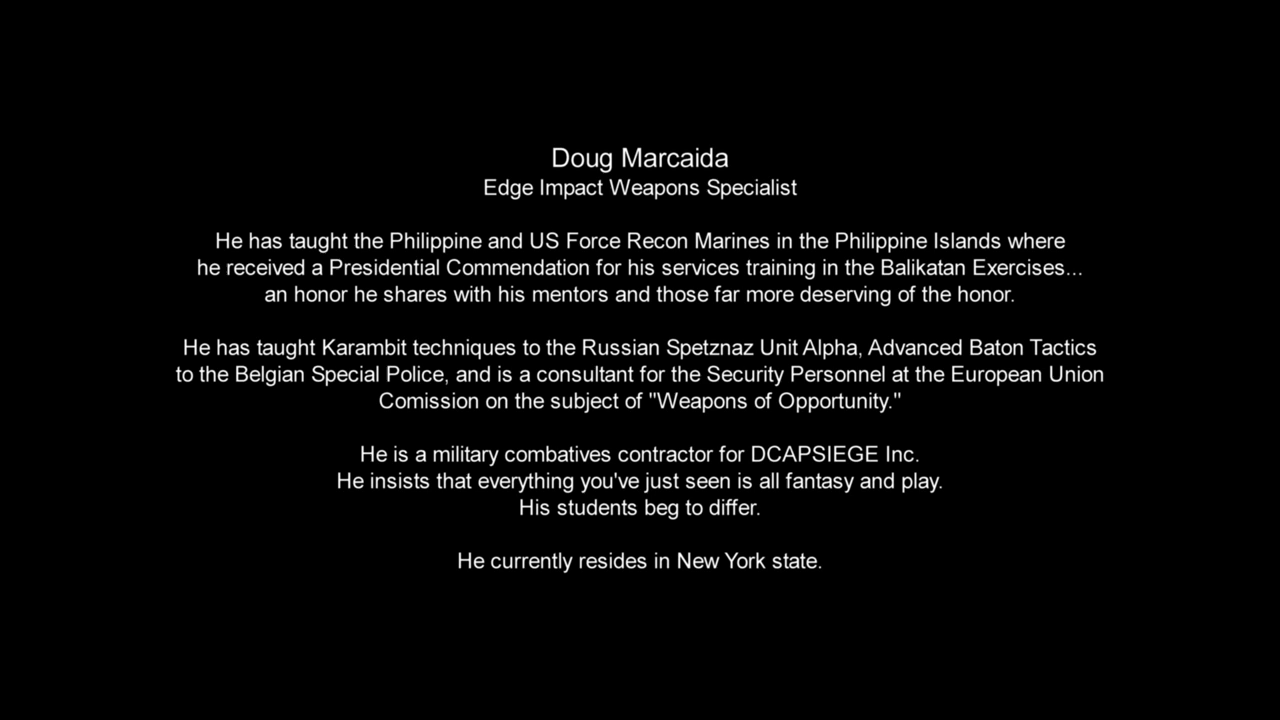 Doug Marcaida
Edge Impact Weapons Specialist
He has taught the Philippine and US Force Recon Marines in the Philippine Islands where
he received a Presidential Commendation for his services training in the Balikatan Exercises...
an honor he shares with his mentors and those far more deserving of the honor.
He has taught Karambit techniques to the Russian Spetznaz Unit Alpha, Advanced Baton Tactics
to the Belgian Special Police, and is a consultant for the Security Personnel at the European Union
Comission on the subject of "Weapons of Opportunity."
He is a military combatives contractor for DCAPSIEGE Inc.
He insists that everything you've just seen is all fantasy and play.
His students beg to differ.
He currently resides in New York state.